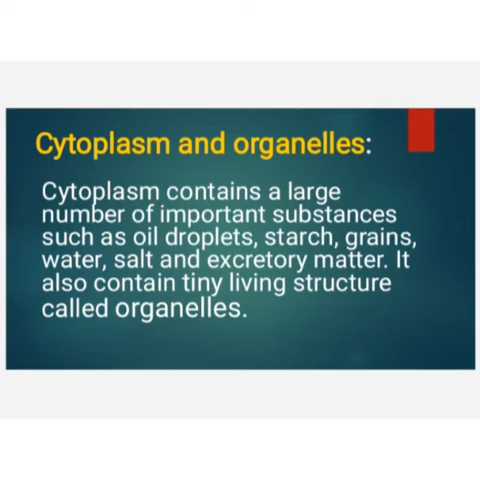 Cytoplasm and organelles:
Cytoplasm contains a large
number of important substances
such as oil droplets, starch, grains,
water, salt and excretory matter. It
also contain tiny living structure
called organelles.